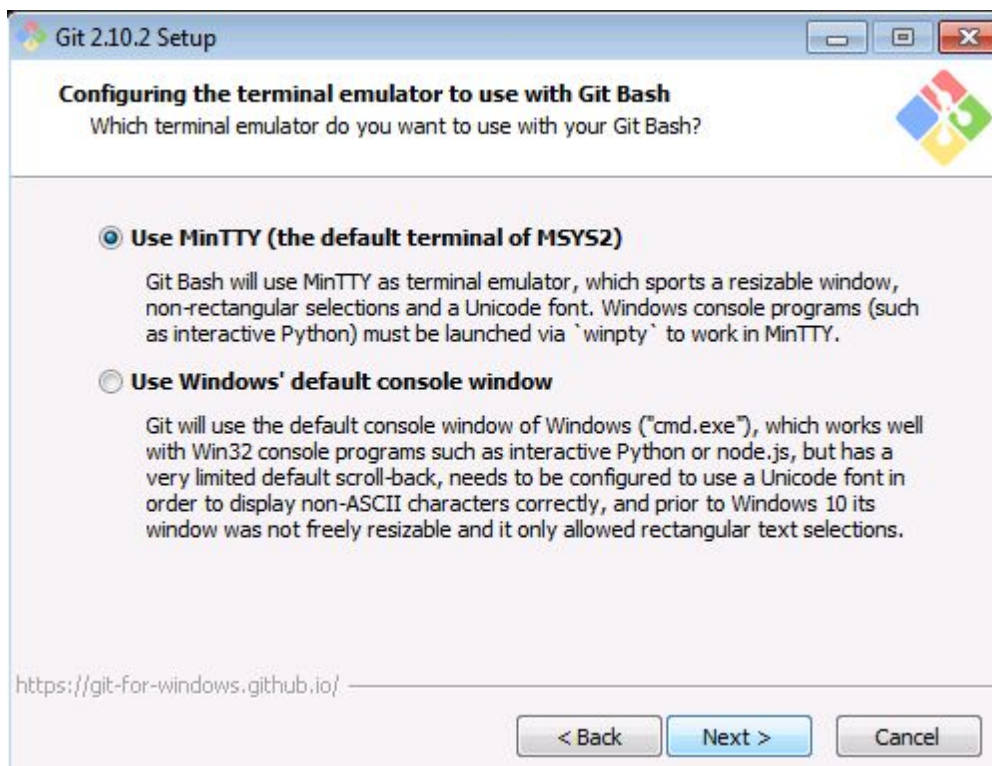 Git 2.10.2 Setup
Configuring the terminal emulator to use with Git Bash
Which terminal emulator do you want to use with your Git Bash?
Use MinTTY (the default terminal of MSYS2)
Git Bash will use MinTTY as terminal emulator, which sports a resizable window,
non-rectangular selections and a Unicode font. Windows console programs (such
as interactive Python) must be launched via `winpty` to work in MinTTY.
Use Windows' default console window
Git will use the default console window of Windows ("cmd.exe"), which works well
with Win32 console programs such as interactive Python or node.js, but has a
very limited default scroll-back, needs to be configured to use a Unicode font in
order to display non-ASCII characters correctly, and prior to Windows 10 its
window was not freely resizable and it only allowed rectangular text selections.
https://git-for-windows.github.io/
< Back Next > Cancel